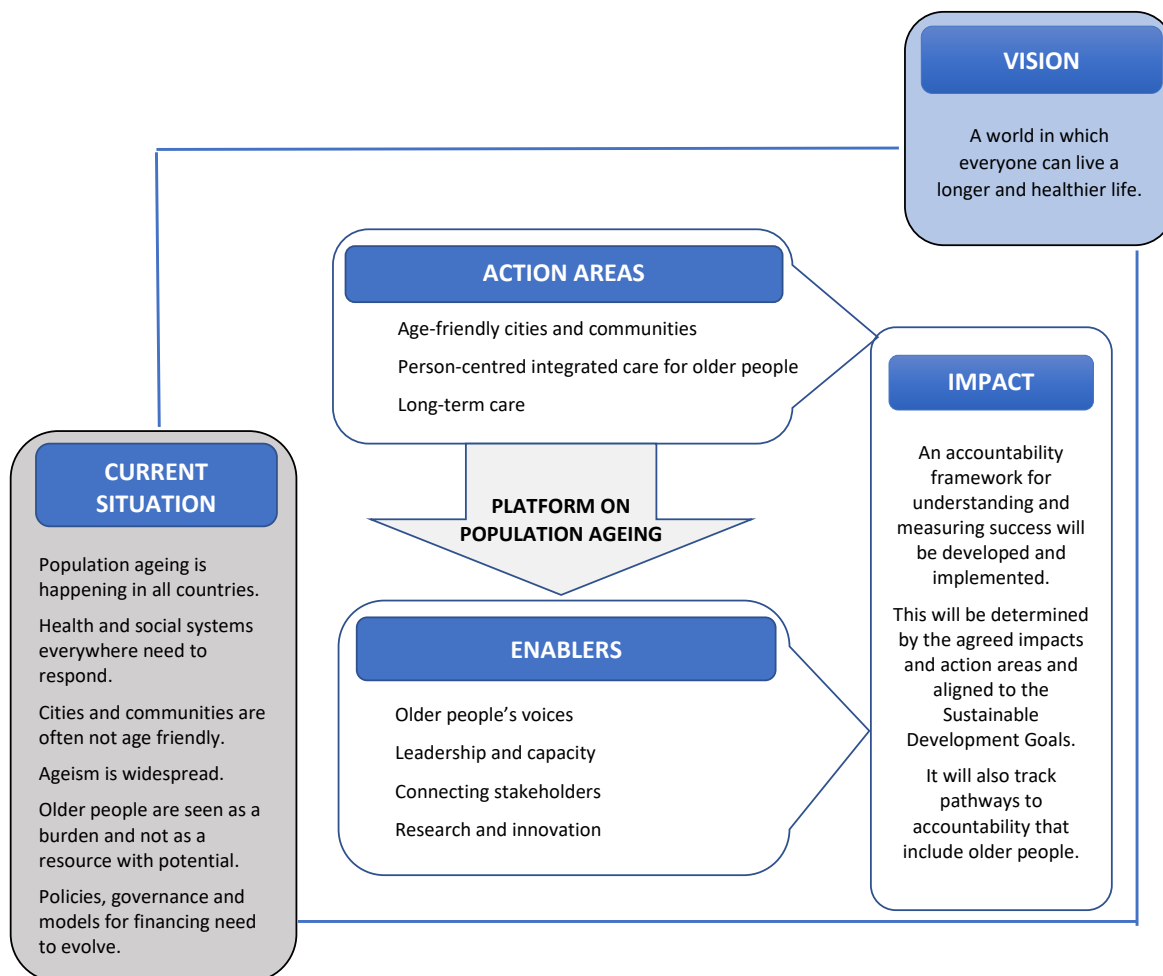 VISION
A world in which
everyone can live a
longer and healthier life.
ACTION AREAS
Age-friendly cities and communities
Person-centred integrated care for older people
Long-term care
IMPACT
An accountability
framework for
understanding and
measuring success will
be developed and
implemented.
This will be determined
by the agreed impacts
and action areas and
aligned to the
Sustainable
Development Goals.
It will also track
pathways to
accountability that
include older people.
CURRENT
SITUATION
Population ageing is
happening in all countries.
Health and social systems
everywhere need to
respond.
Cities and communities are
often not age friendly.
Ageism is widespread.
Older people are seen as a
burden and not as a
resource with potential.
Policies, governance and
models for financing need
to evolve.
PLATFORM ON
POPULATION AGEING
ENABLERS
Older people’s voices
Leadership and capacity
Connecting stakeholders
Research and innovation